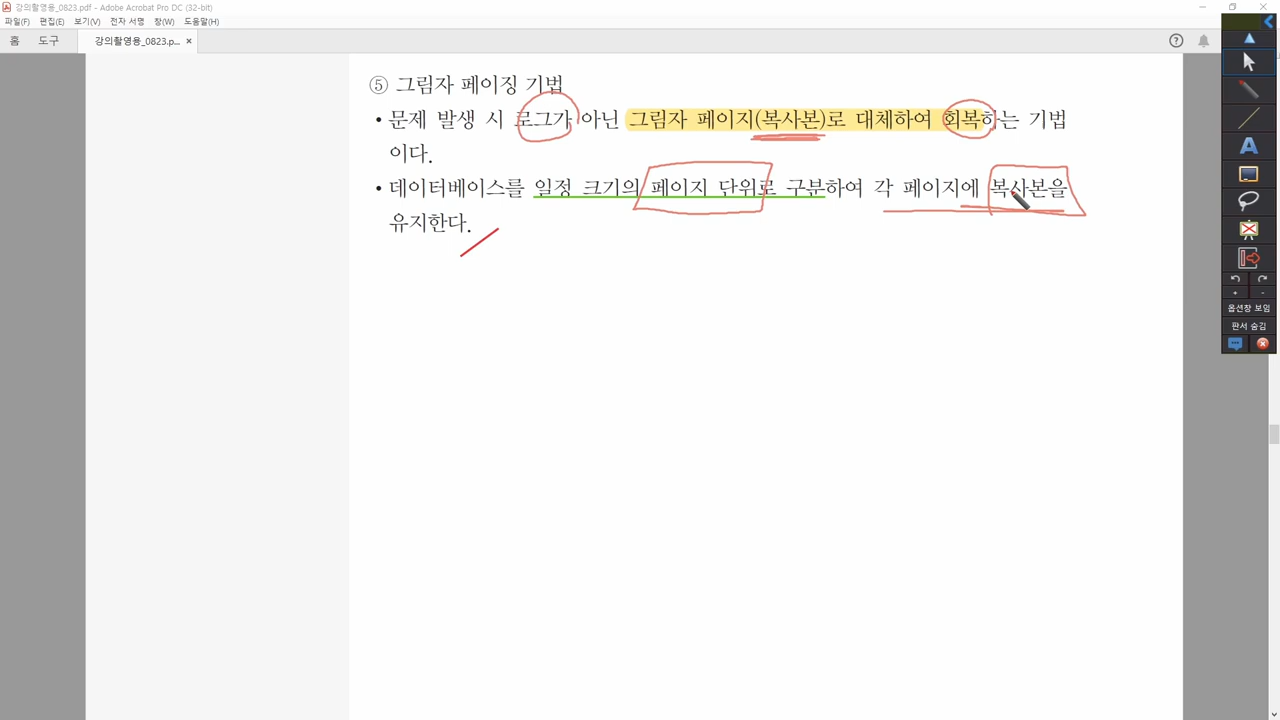 강의촬영용_0823.pdf - Adobe Acrobat Pro DC (32-bit)
파일(F) 편집(E) 보기(V) 전자 서명 창(W) 도움말(H)
홈 도구 강의촬영용_0823.p... ×
⑤ 그림자 페이징 기법
• 문제 발생 시 로그가 아닌 그림자 페이지(복사본)로 대체하여 회복하는 기법
이다.
• 데이터베이스를 일정 크기의 페이지 단위로 구분하여 각 페이지에 복사본을
유지한다.
A
+ -
옵션창 보임
판서 숨김